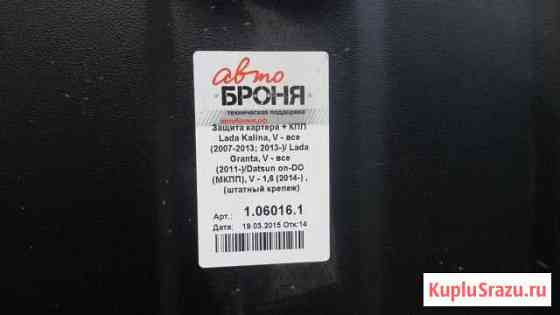 авто
БРОНЯ
техническая поддержка
автоброня.рф
Защита картера + КПП
Lada Kalina, V - все
(2007-2013; 2013-)/ Lada
Granta, V - все
(2011-)/Datsun on-DO
(МКПП), V - 1,6 (2014-) ,
(штатный крепеж)
Арт.: 1.06016.1
Дата: 19.03.2015 Отк:14
KupluSrazu.ru